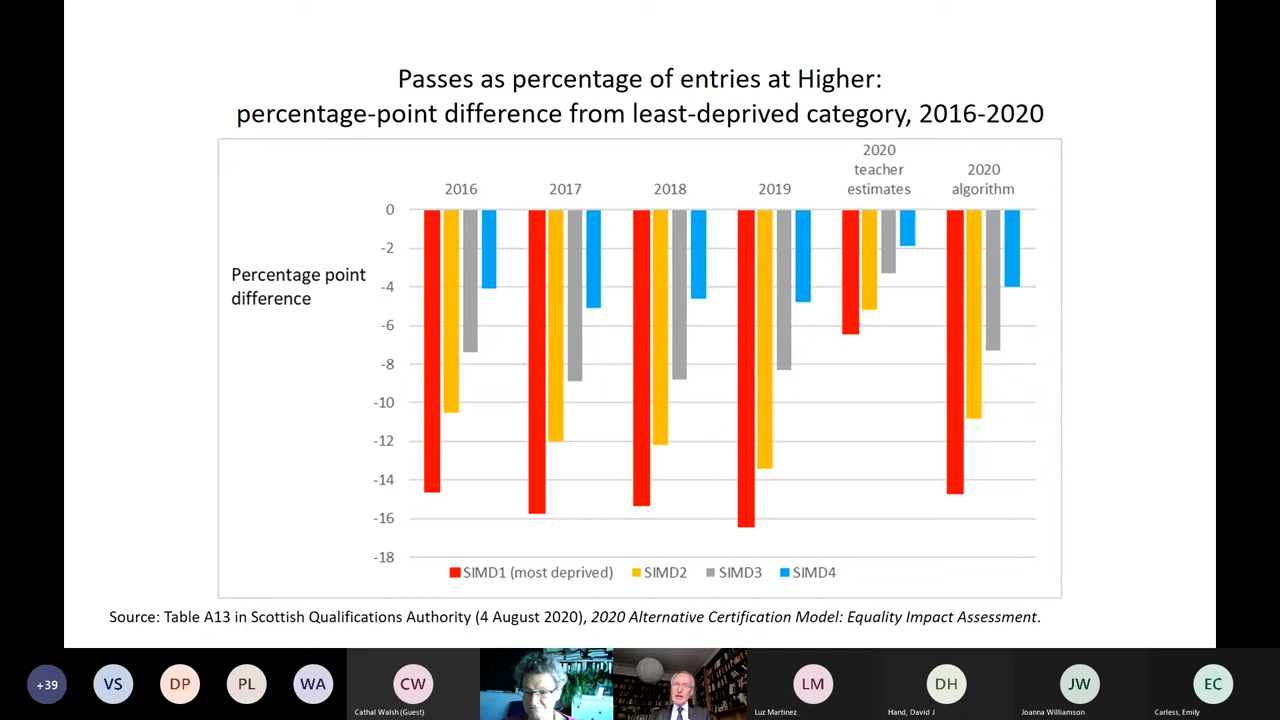 Passes as percentage of entries at Higher:
percentage-point difference from least-deprived category, 2016-2020
2016
2017
2018
2019
2020
teacher
estimates
2020
algorithm
Percentage point
difference
0
-2
-4
-6
-8
-10
-12
-14
-16
-18
SIMD1 (most deprived) SIMD2 SIMD3 SIMD4
Source: Table A13 in Scottish Qualifications Authority (4 August 2020), 2020 Alternative Certification Model: Equality Impact Assessment.
+39
VS
DP
PL
WA
CW
Cathal Walsh (Guest)
LM
Luz Martinez
DH
Hand, David J
JW
Joanna Williamson
EC
Carless, Emily